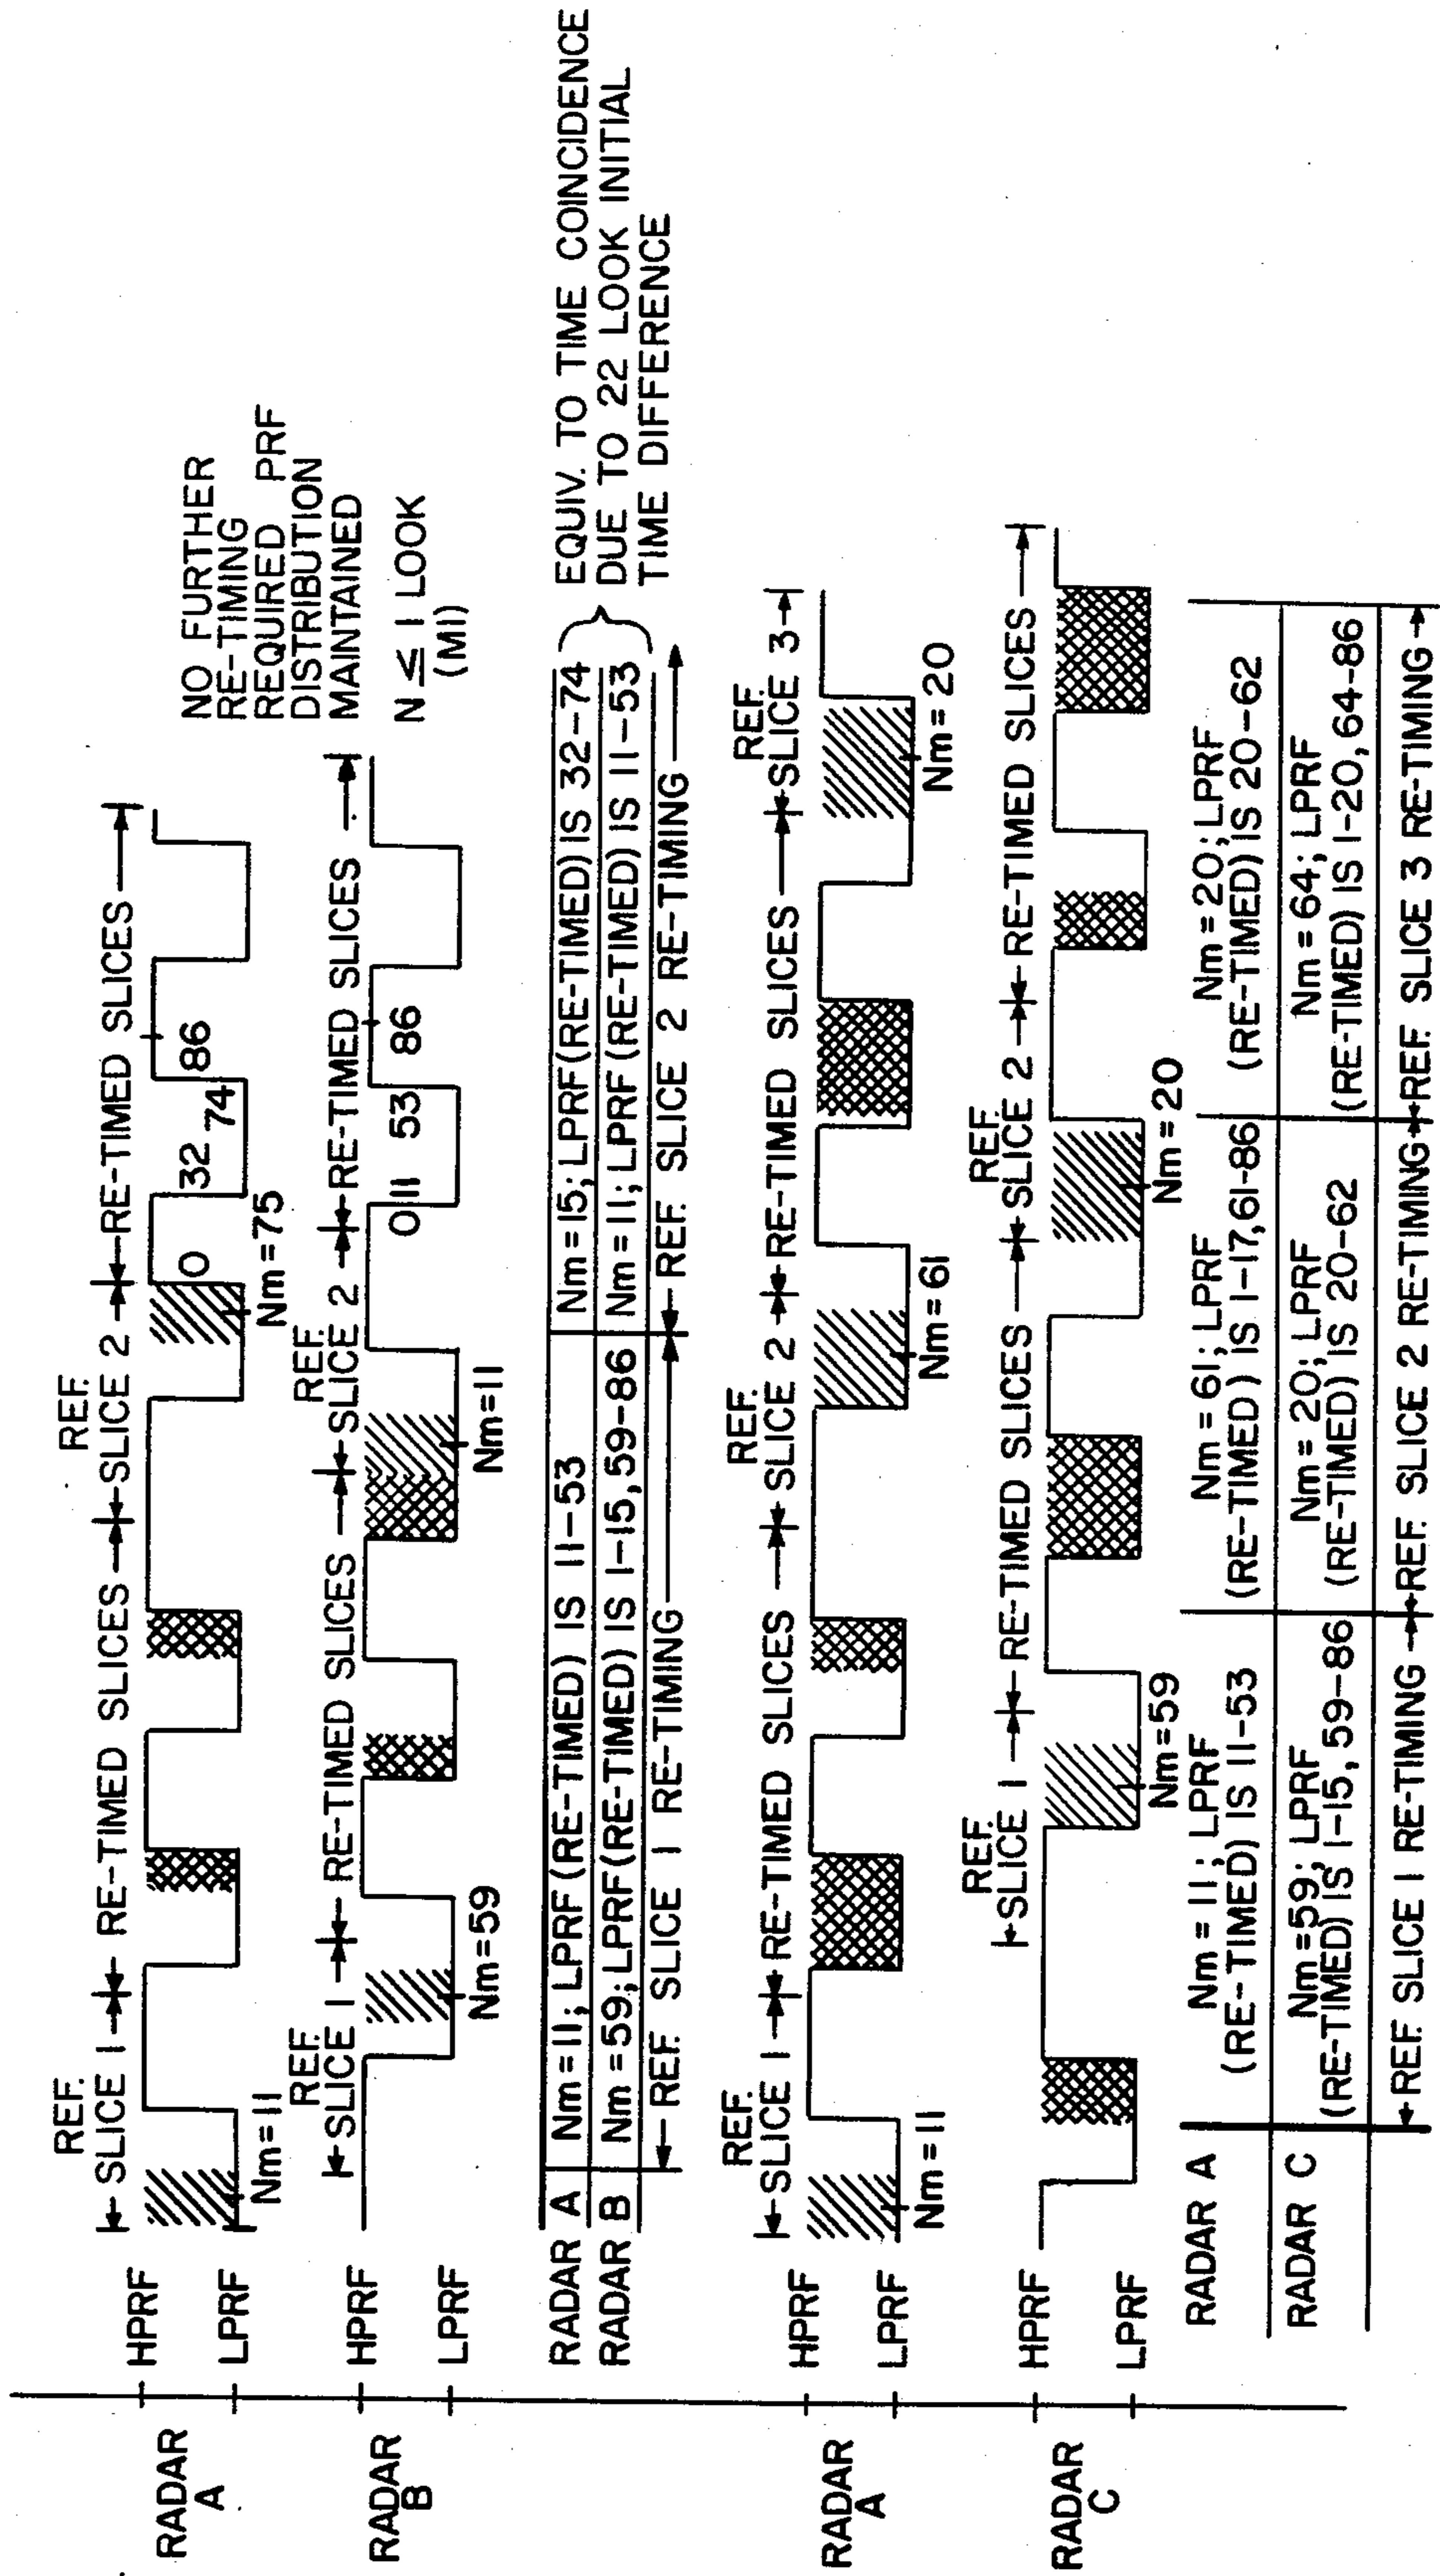 RADAR
A
HPRF
LPRF
REF.
SLICE 1
RE-TIMED SLICES
REF.
SLICE 2
RE-TIMED SLICES
Nm=11
Nm=75
0
32
74
86
NO FURTHER
RE-TIMING
REQUIRED PRF
DISTRIBUTION
MAINTAINED
N ≤ 1 LOOK
(MI)
RADAR
B
HPRF
LPRF
REF.
SLICE 1
RE-TIMED SLICES
REF.
SLICE 2
RE-TIMED SLICES
Nm=59
Nm=11
0
11
53
86
RADAR A Nm=11; LPRF (RE-TIMED) IS 11-53 Nm=15; LPRF (RE-TIMED) IS 32-74
RADAR B Nm=59; LPRF (RE-TIMED) IS 1-15, 59-86 Nm=11; LPRF (RE-TIMED) IS 11-53
REF. SLICE 1 RE-TIMING REF. SLICE 2 RE-TIMING
EQUIV. TO TIME COINCIDENCE
DUE TO 22 LOOK INITIAL
TIME DIFFERENCE
RADAR
A
HPRF
LPRF
REF.
SLICE 1
RE-TIMED SLICES
REF.
SLICE 2
RE-TIMED SLICES
REF.
SLICE 3
Nm=11
Nm=61
Nm=20
RADAR
C
HPRF
LPRF
REF.
SLICE 1
RE-TIMED SLICES
REF.
SLICE 2
RE-TIMED SLICES
Nm=59
Nm=20
RADAR A
Nm = 11; LPRF
(RE-TIMED) IS 11-53
Nm = 61; LPRF
(RE-TIMED) IS 1-17, 61-86
Nm = 20; LPRF
(RE-TIMED) IS 20-62
RADAR C
Nm=59; LPRF
(RE-TIMED) IS 1-15, 59-86
Nm= 20; LPRF
(RE-TIMED) IS 20-62
Nm = 64; LPRF
(RE-TIMED) IS 1-20, 64-86
REF. SLICE 1 RE-TIMING REF. SLICE 2 RE-TIMING REF. SLICE 3 RE-TIMING